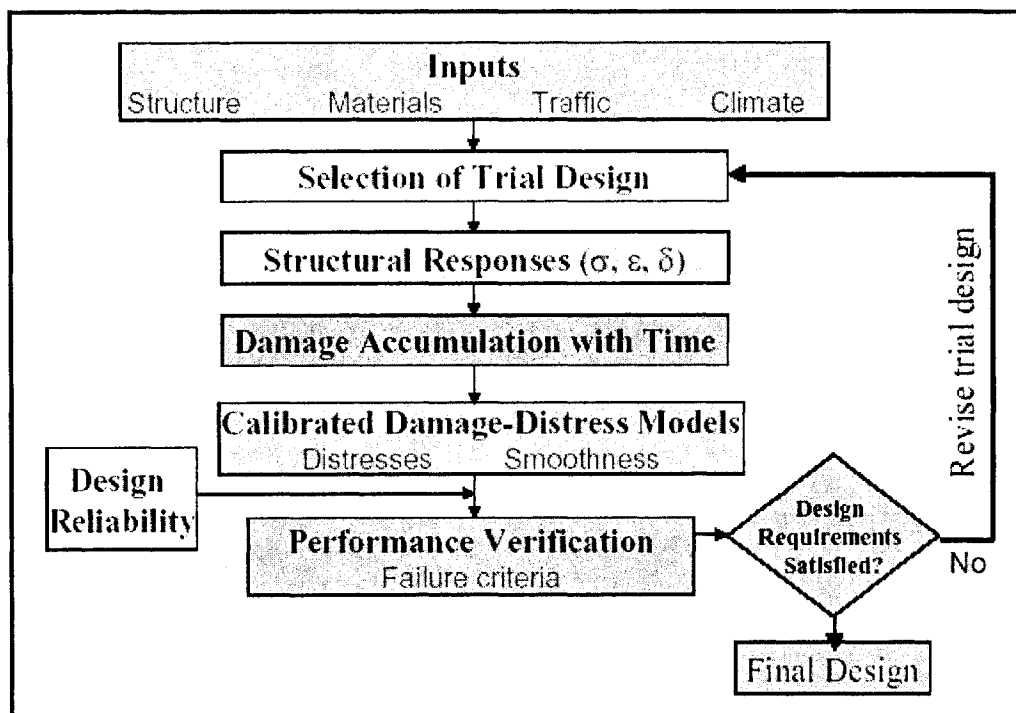 Inputs
Structure Materials Traffic Climate
Selection of Trial Design
Structural Responses (σ, ε, δ)
Damage Accumulation with Time
Calibrated Damage-Distress Models
Distresses Smoothness
Design
Reliability
Performance Verification
Failure criteria
Design
Requirements
Satisfied?
No
Revise trial design
Final Design